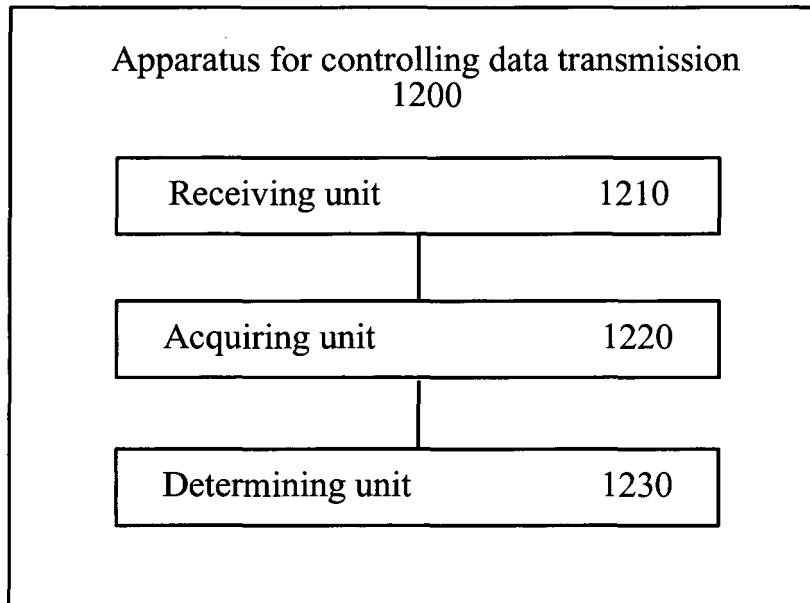 Apparatus for controlling data transmission
1200
Receiving unit 1210
Acquiring unit 1220
Determining unit 1230